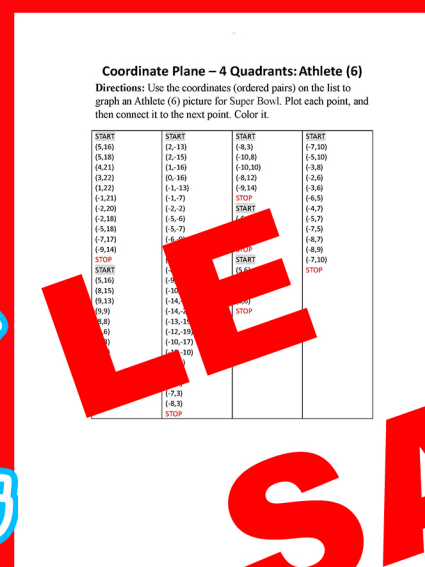 Coordinate Plane – 4 Quadrants: Athlete (6)
Directions: Use the coordinates (ordered pairs) on the list to
graph an Athlete (6) picture for Super Bowl. Plot each point, and
then connect it to the next point. Color it.
START
(5,16)
(5,18)
(4,21)
(3,22)
(1,22)
(-1,21)
(-2,20)
(-2,18)
(-5,18)
(-7,17)
(-9,14)
STOP
START
(5,16)
(8,15)
(9,13)
(9,9)
START
(2,-13)
(2,-15)
(1,-16)
(0,-16)
(-1,-13)
(-1,-7)
(-2,-2)
(-5,-6)
(-5,-7)
(-12,-19)
(-10,-17)
(-7,3)
(-8,3)
STOP
START
(-8,3)
(-10,8)
(-10,10)
(-8,12)
(-9,14)
STOP
START
STOP
START
STOP
START
(-7,10)
(-5,10)
(-3,8)
(-2,6)
(-3,6)
(-6,5)
(-4,7)
(-5,7)
(-7,5)
(-8,7)
(-8,9)
(-7,10)
STOP
LE
SA